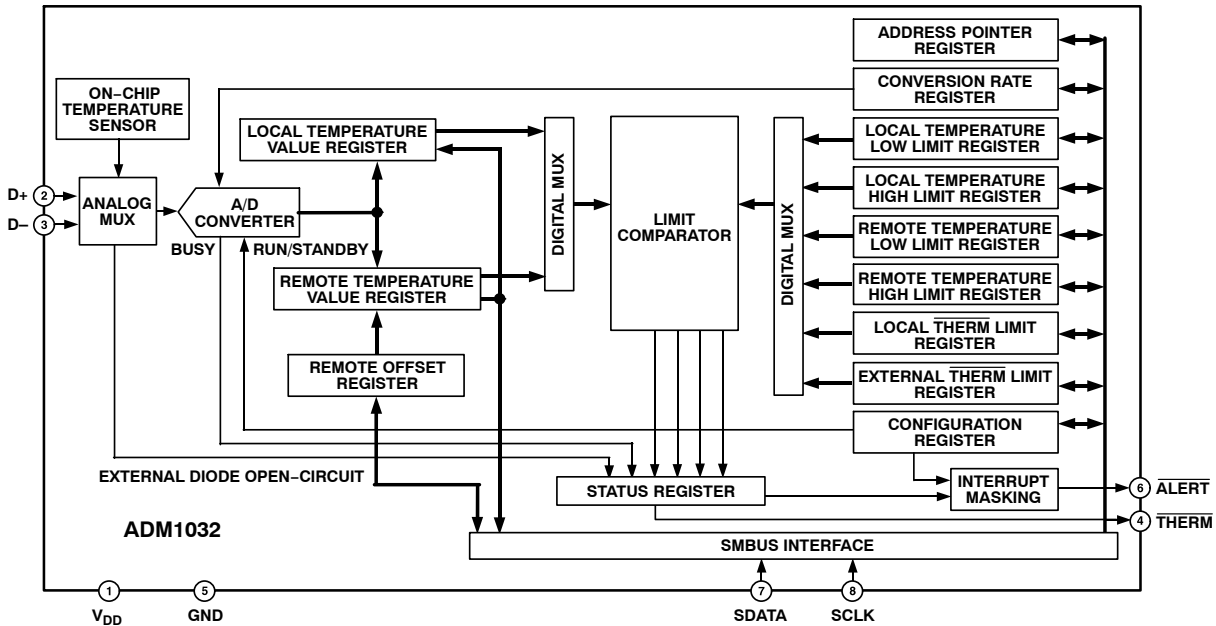 ADDRESS POINTER
REGISTER
ON–CHIP
TEMPERATURE
SENSOR
CONVERSION RATE
REGISTER
LOCAL TEMPERATURE
VALUE REGISTER
LOCAL TEMPERATURE
LOW LIMIT REGISTER
D+
2
D–
3
ANALOG
MUX
A/D
CONVERTER
BUSY
RUN/STANDBY
DIGITAL MUX
LIMIT
COMPARATOR
DIGITAL MUX
LOCAL TEMPERATURE
HIGH LIMIT REGISTER
REMOTE TEMPERATURE
LOW LIMIT REGISTER
REMOTE TEMPERATURE
VALUE REGISTER
REMOTE TEMPERATURE
HIGH LIMIT REGISTER
LOCAL THERM LIMIT
REGISTER
REMOTE OFFSET
REGISTER
EXTERNAL THERM LIMIT
REGISTER
CONFIGURATION
REGISTER
EXTERNAL DIODE OPEN–CIRCUIT
STATUS REGISTER
INTERRUPT
MASKING
6
ALERT
4
THERM
ADM1032
SMBUS INTERFACE
1
VDD
5
GND
7
SDATA
8
SCLK